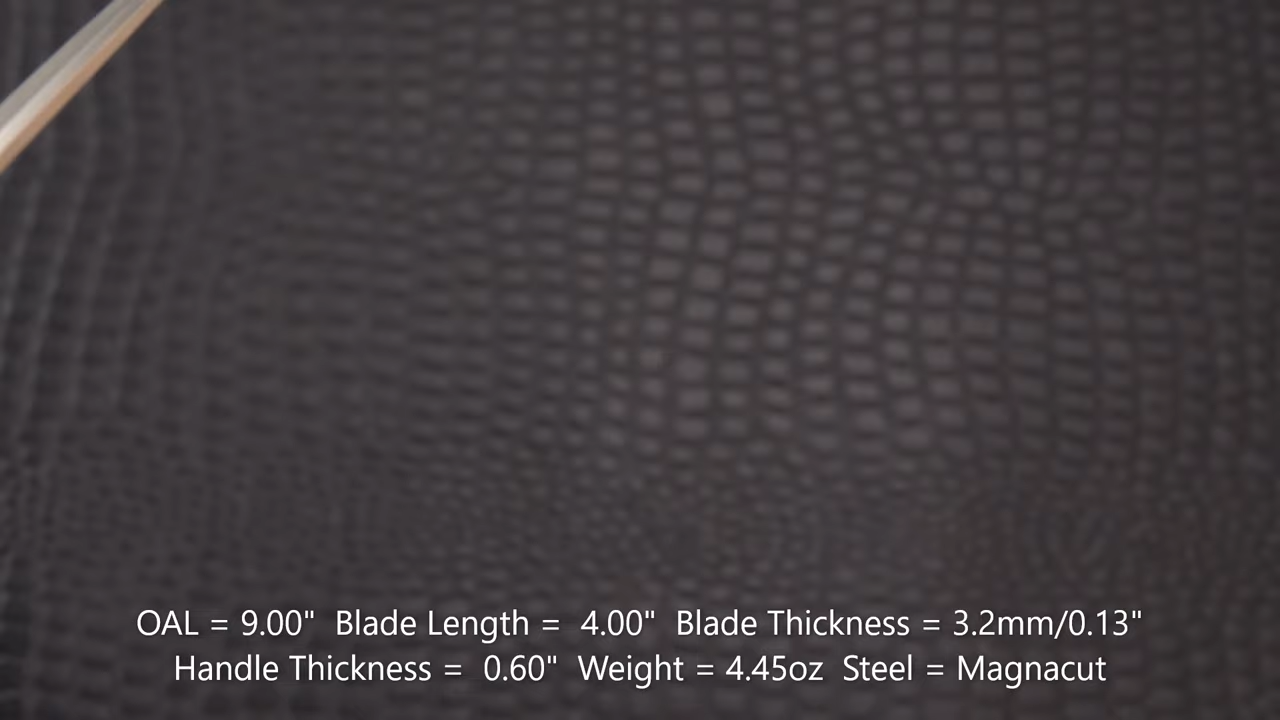 OAL = 9.00"  Blade Length =  4.00"  Blade Thickness = 3.2mm/0.13"
Handle Thickness =  0.60"  Weight = 4.45oz  Steel = Magnacut